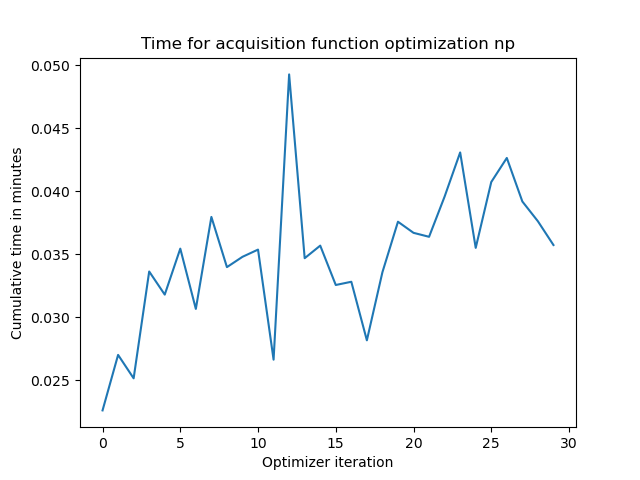 Time for acquisition function optimization np
Cumulative time in minutes
0.050
0.045
0.040
0.035
0.030
0.025
0 5 10 15 20 25 30
Optimizer iteration